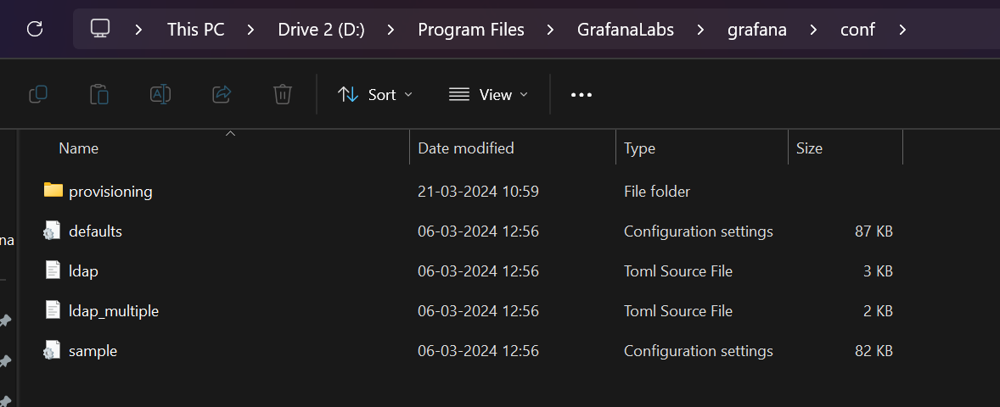 This PC > Drive 2 (D:) > Program Files > GrafanaLabs > grafana > conf >
Sort View
Name Date modified Type Size
provisioning 21-03-2024 10:59 File folder
defaults 06-03-2024 12:56 Configuration settings 87 KB
na
ldap 06-03-2024 12:56 Toml Source File 3 KB
ldap_multiple 06-03-2024 12:56 Toml Source File 2 KB
sample 06-03-2024 12:56 Configuration settings 82 KB